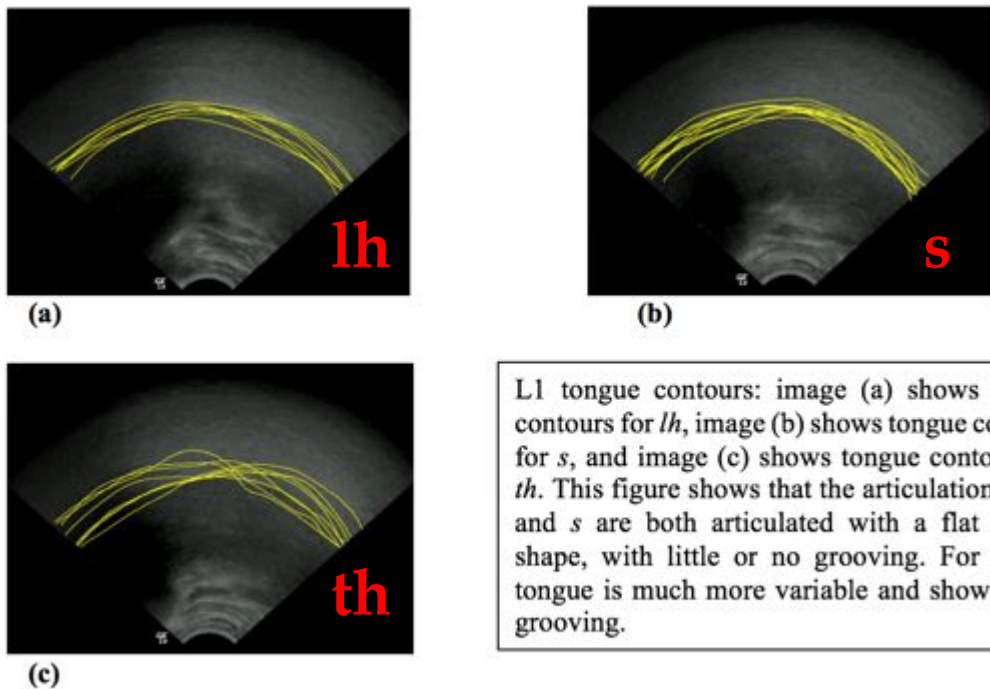 lh
(a)
s
(b)
th
(c)
L1 tongue contours: image (a) shows
contours for lh, image (b) shows tongue co
for s, and image (c) shows tongue conto
th. This figure shows that the articulation
and s are both articulated with a flat
shape, with little or no grooving. For
tongue is much more variable and show
grooving.